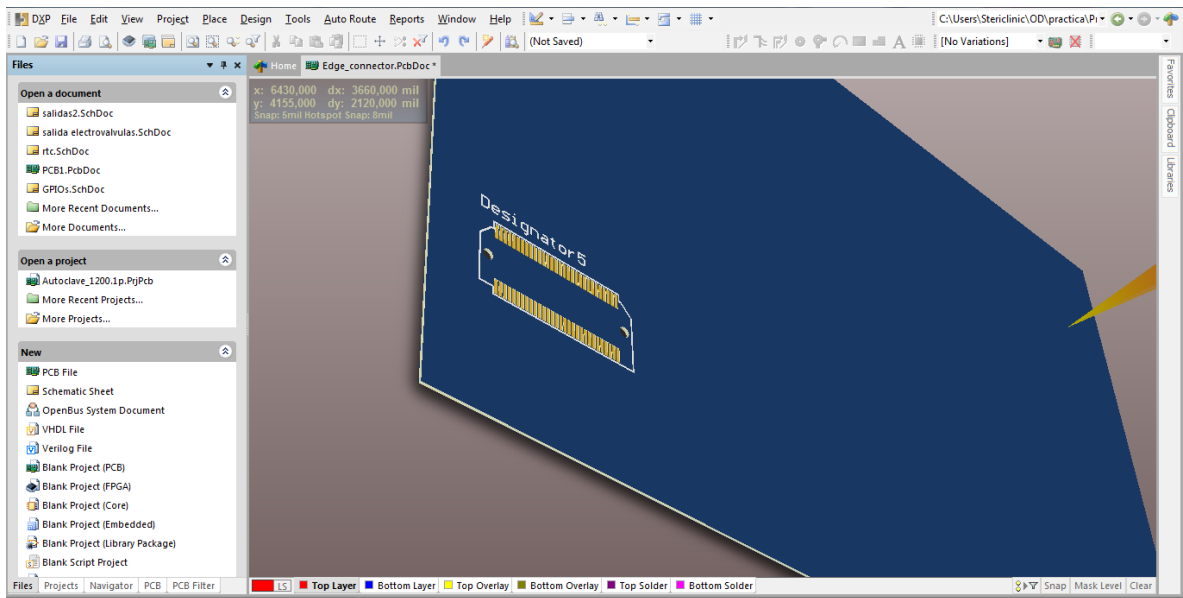 DXP File Edit View Project Place Design Tools Auto Route Reports Window Help C:\Users\Stericlinic\OD\practica\P
(Not Saved) [No Variations]
Files
Home Edge_connector.PcbDoc *
x: 6430,000 dx: 3660,000 mil
y: 4155,000 dy: 2120,000 mil
Snap: 5mil Hotspot Snap: 8mil
Open a document
salidas2.SchDoc
salida electrovalvulas.SchDoc
rtc.SchDoc
PCB1.PcbDoc
GPIOs.SchDoc
More Recent Documents...
More Documents...
Open a project
Autoclave_1200.1p.PrjPcb
More Recent Projects...
More Projects...
New
PCB File
Schematic Sheet
OpenBus System Document
VHDL File
Verilog File
Blank Project (PCB)
Blank Project (FPGA)
Blank Project (Core)
Blank Project (Embedded)
Blank Project (Library Package)
Blank Script Project
Designator5
Favorites
Clipboard
Libraries
Files Projects Navigator PCB PCB Filter
LS Top Layer Bottom Layer Top Overlay Bottom Overlay Top Solder Bottom Solder Snap Mask Level Clear